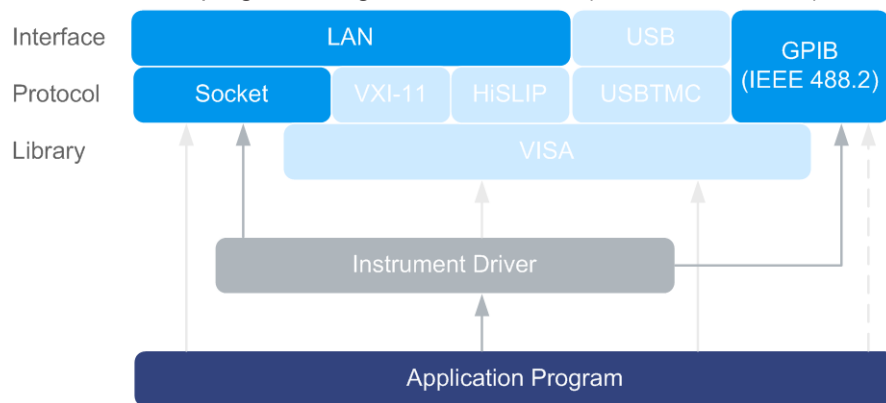 Interface LAN USB GPIB
(IEEE 488.2)
Protocol Socket VXI-11 HiSLIP USBTMC
Library VISA
Instrument Driver
Application Program